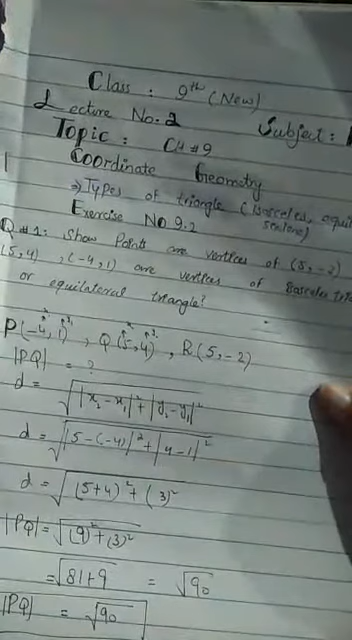 Class : 9th (New)
Lecture No. 2 Subject :
Topic : CH # 9
Coordinate Geometry
⇒ Types of triangle (Isosceles, equi
scalene)
Exercise No 9.2
Q # 1: Show Points are vertices of (5, -2)
(5, 4), (-4, 1) are vertices of
or equilateral triangle?
P(-4, 1), Q(5, 4), R(5, -2)
|PQ| = ?
d = √|x₂ - x₁|² + |y₂ - y₁|²
d = √|5 - (-4)|² + |4 - 1|²
d = √(5+4)² + (3)²
|PQ| = √(9)² + (3)²
= √81+9 = √90
|PQ| = √90